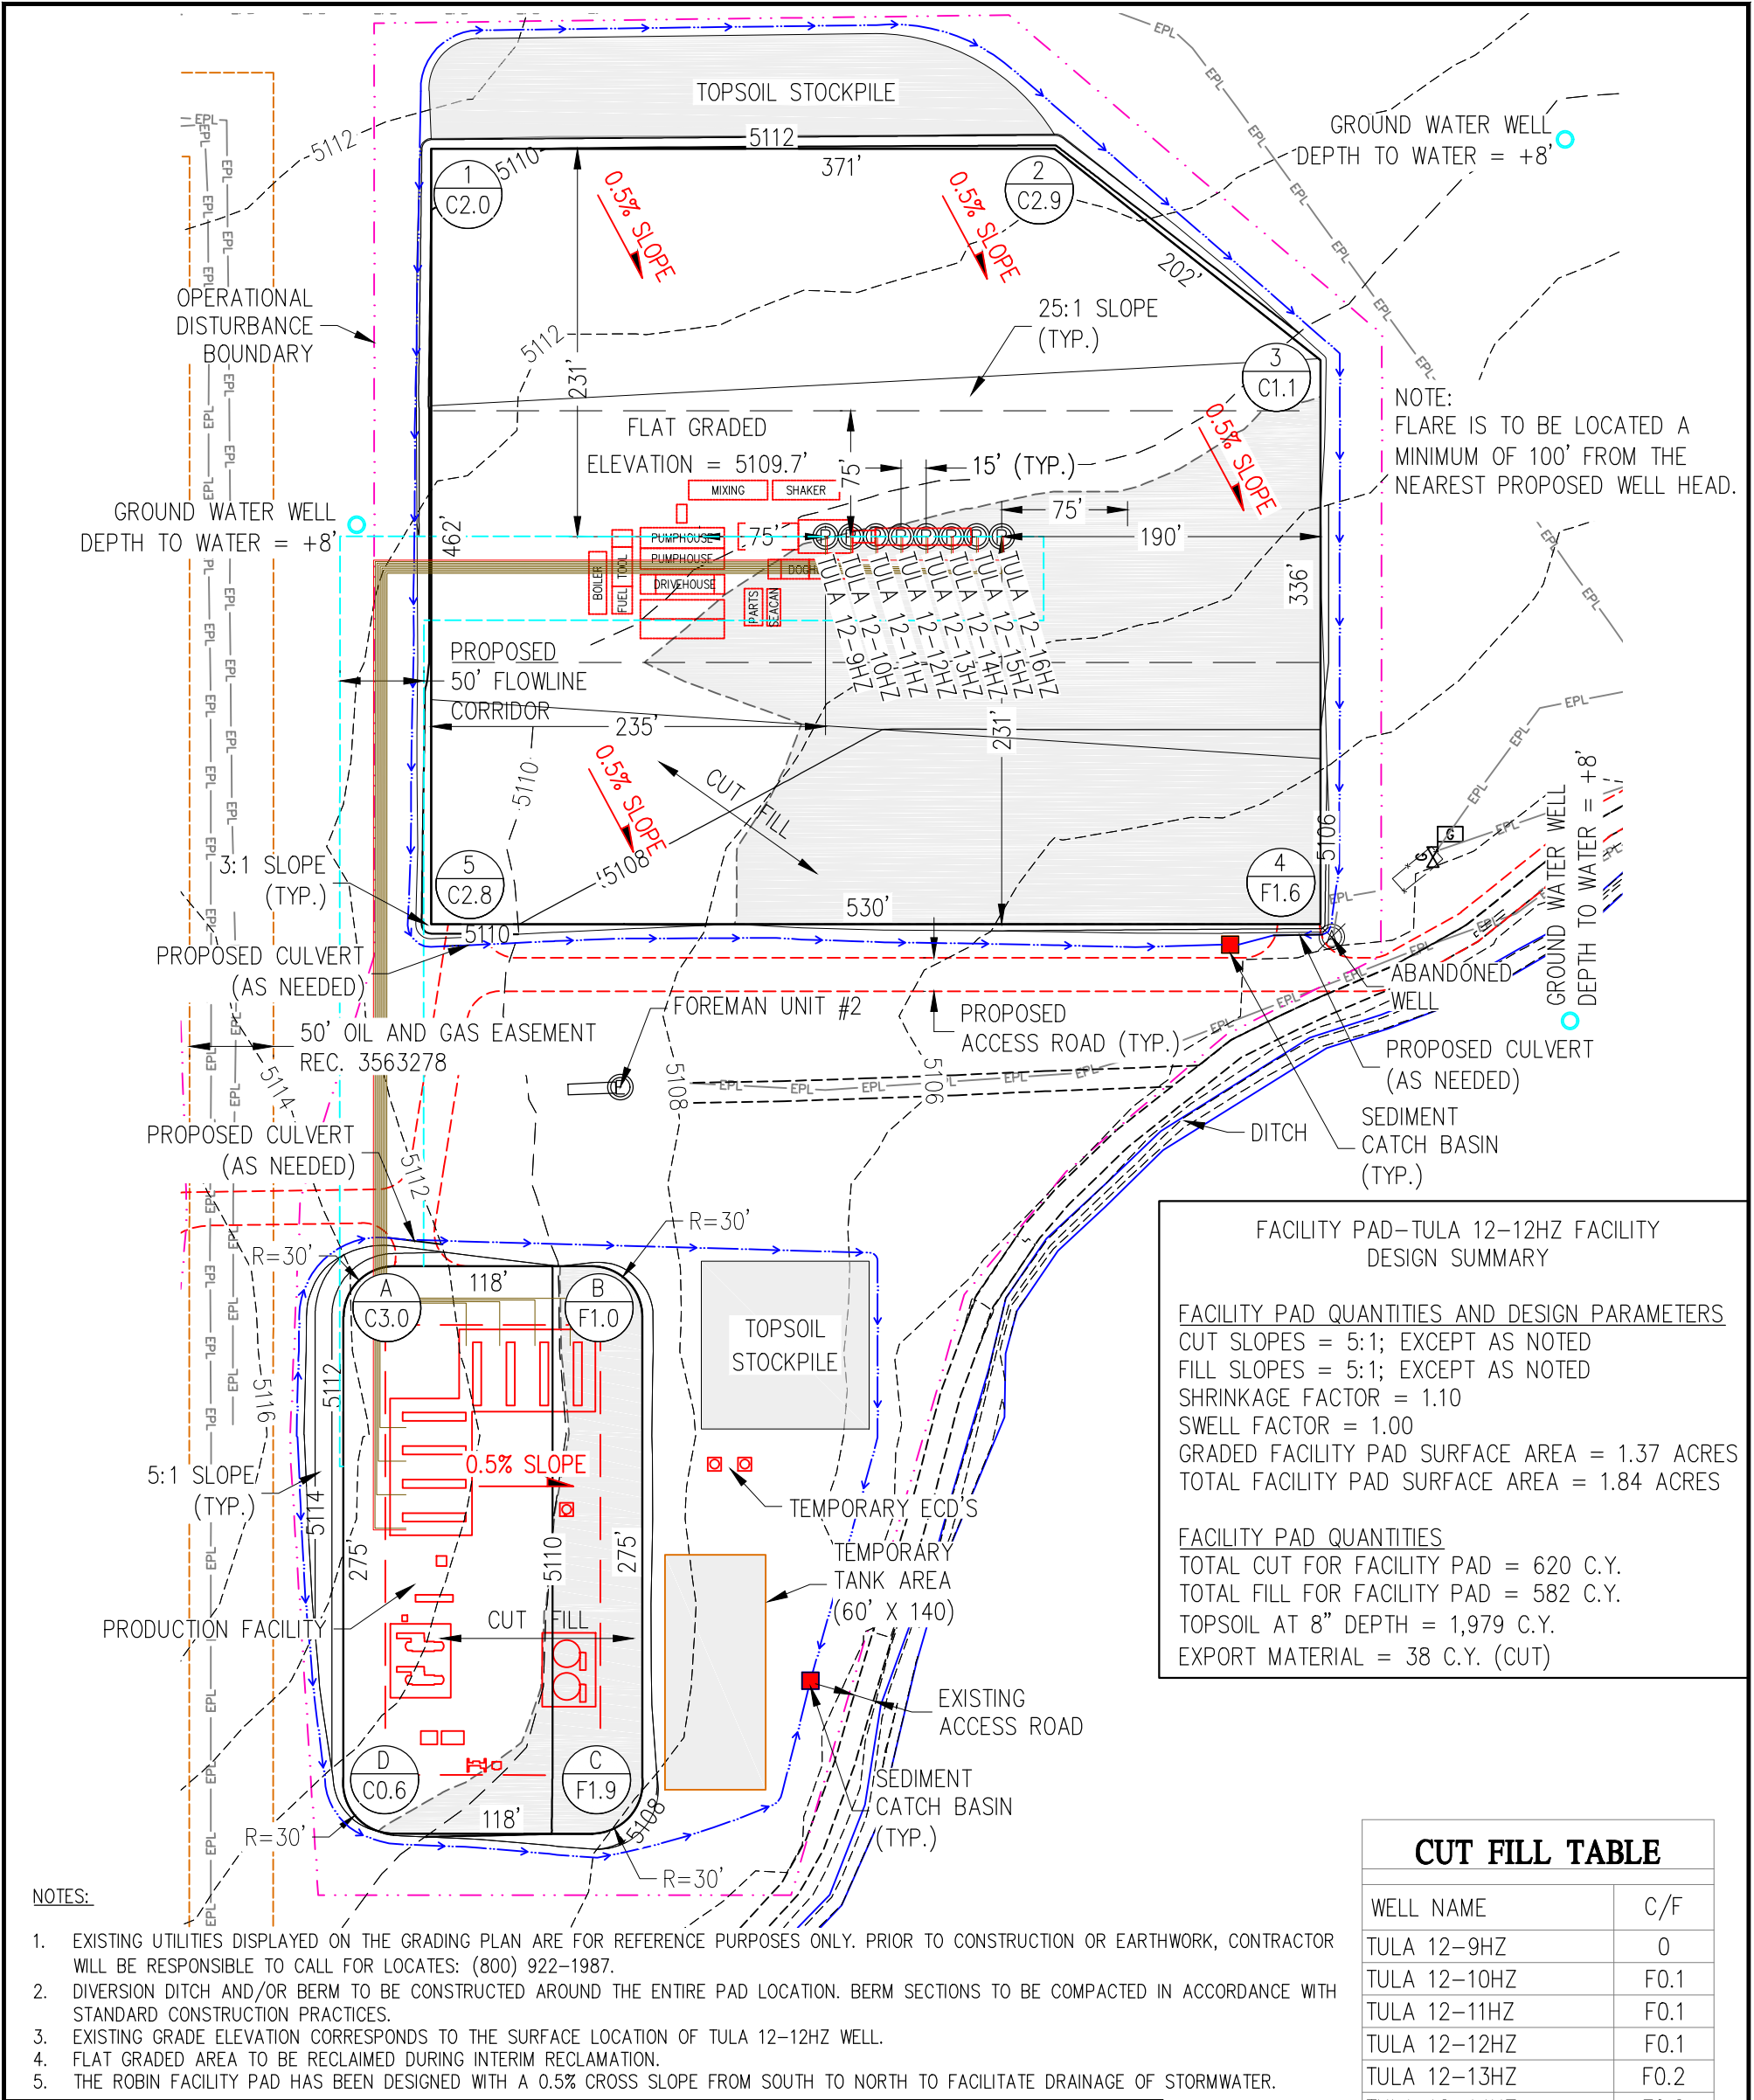 TOPSOIL STOCKPILE
5112
371'
1
C2.0
5110
2
C2.9
0.5% SLOPE
0.5% SLOPE
202'
GROUND WATER WELL
DEPTH TO WATER = +8'
5112
EPL
OPERATIONAL
DISTURBANCE
BOUNDARY
5112
231'
25:1 SLOPE
(TYP.)
3
C1.1
0.5% SLOPE
NOTE:
FLARE IS TO BE LOCATED A
MINIMUM OF 100' FROM THE
NEAREST PROPOSED WELL HEAD.
FLAT GRADED
ELEVATION = 5109.7'
75'
15' (TYP.)
MIXING
SHAKER
75'
GROUND WATER WELL
DEPTH TO WATER = +8'
462'
PUMPHOUSE
75'
190'
PUMPHOUSE
DRIVEHOUSE
BOILER
TOOL
FUEL
PARTS
SEACAN
336'
TULA 12-9HZ
TULA 12-10HZ
TULA 12-11HZ
TULA 12-12HZ
TULA 12-13HZ
TULA 12-14HZ
TULA 12-15HZ
TULA 12-16HZ
PROPOSED
50' FLOWLINE
CORRIDOR
235'
231'
5110
0.5% SLOPE
CUT
FILL
5108
5106
3:1 SLOPE
(TYP.)
5
C2.8
4
F1.6
530'
5110
G
G
GROUND WATER WELL
DEPTH TO WATER = +8'
PROPOSED CULVERT
(AS NEEDED)
ABANDONED
WELL
50' OIL AND GAS EASEMENT
REC. 3563278
FOREMAN UNIT #2
PROPOSED
ACCESS ROAD (TYP.)
PROPOSED CULVERT
(AS NEEDED)
5114
5108
5106
SEDIMENT
CATCH BASIN
(TYP.)
DITCH
PROPOSED CULVERT
(AS NEEDED)
5112
R=30'
R=30'
118'
A
C3.0
B
F1.0
TOPSOIL
STOCKPILE
5112
5116
0.5% SLOPE
5:1 SLOPE
(TYP.)
5114
275'
5110
275'
TEMPORARY ECD'S
TEMPORARY
TANK AREA
(60' X 140)
PRODUCTION FACILITY
CUT
FILL
EXISTING
ACCESS ROAD
D
C0.6
C
F1.9
118'
5108
SEDIMENT
CATCH BASIN
(TYP.)
R=30'
R=30'
FACILITY PAD-TULA 12-12HZ FACILITY
DESIGN SUMMARY
FACILITY PAD QUANTITIES AND DESIGN PARAMETERS
CUT SLOPES = 5:1; EXCEPT AS NOTED
FILL SLOPES = 5:1; EXCEPT AS NOTED
SHRINKAGE FACTOR = 1.10
SWELL FACTOR = 1.00
GRADED FACILITY PAD SURFACE AREA = 1.37 ACRES
TOTAL FACILITY PAD SURFACE AREA = 1.84 ACRES
FACILITY PAD QUANTITIES
TOTAL CUT FOR FACILITY PAD = 620 C.Y.
TOTAL FILL FOR FACILITY PAD = 582 C.Y.
TOPSOIL AT 8" DEPTH = 1,979 C.Y.
EXPORT MATERIAL = 38 C.Y. (CUT)
CUT FILL TABLE
WELL NAME C/F
TULA 12-9HZ 0
TULA 12-10HZ F0.1
TULA 12-11HZ F0.1
TULA 12-12HZ F0.1
TULA 12-13HZ F0.2
NOTES:
1. EXISTING UTILITIES DISPLAYED ON THE GRADING PLAN ARE FOR REFERENCE PURPOSES ONLY. PRIOR TO CONSTRUCTION OR EARTHWORK, CONTRACTOR
WILL BE RESPONSIBLE TO CALL FOR LOCATES: (800) 922-1987.
2. DIVERSION DITCH AND/OR BERM TO BE CONSTRUCTED AROUND THE ENTIRE PAD LOCATION. BERM SECTIONS TO BE COMPACTED IN ACCORDANCE WITH
STANDARD CONSTRUCTION PRACTICES.
3. EXISTING GRADE ELEVATION CORRESPONDS TO THE SURFACE LOCATION OF TULA 12-12HZ WELL.
4. FLAT GRADED AREA TO BE RECLAIMED DURING INTERIM RECLAMATION.
5. THE ROBIN FACILITY PAD HAS BEEN DESIGNED WITH A 0.5% CROSS SLOPE FROM SOUTH TO NORTH TO FACILITATE DRAINAGE OF STORMWATER.